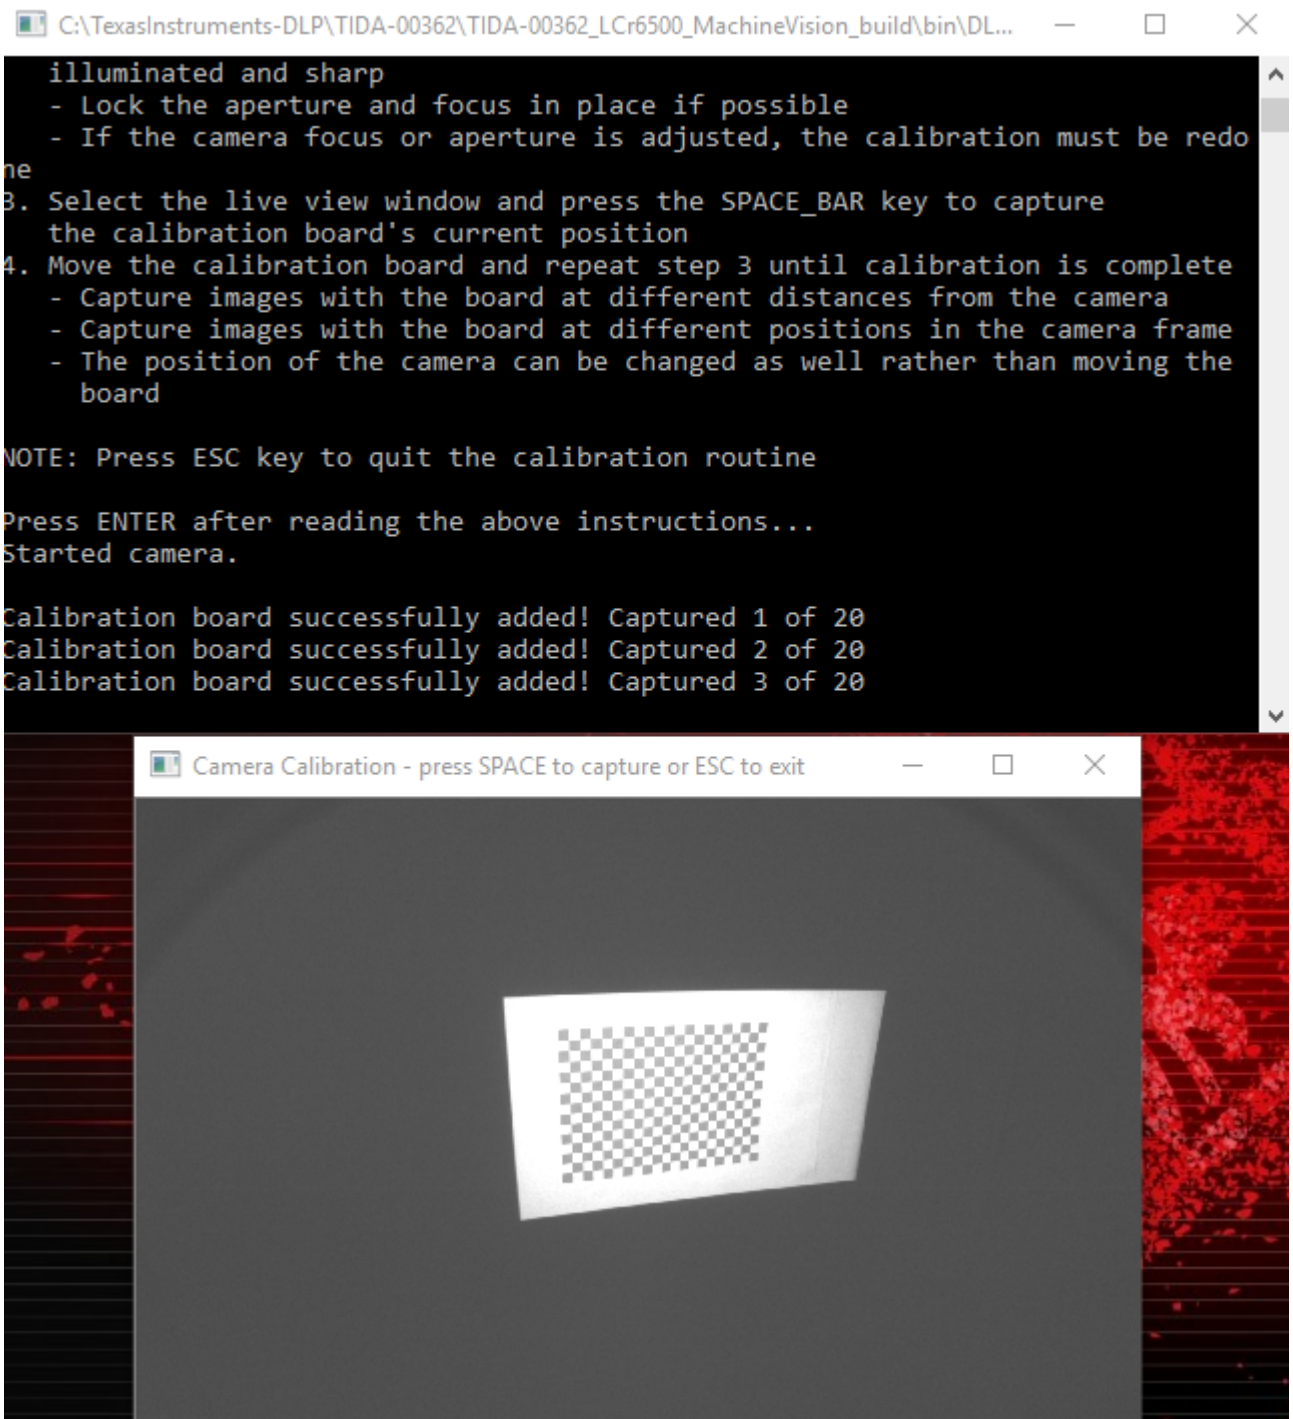 C:\TexasInstruments-DLP\TIDA-00362\TIDA-00362_LCr6500_MachineVision_build\bin\DL...
illuminated and sharp
- Lock the aperture and focus in place if possible
- If the camera focus or aperture is adjusted, the calibration must be redo
ne
3. Select the live view window and press the SPACE_BAR key to capture
the calibration board's current position
4. Move the calibration board and repeat step 3 until calibration is complete
- Capture images with the board at different distances from the camera
- Capture images with the board at different positions in the camera frame
- The position of the camera can be changed as well rather than moving the
board
NOTE: Press ESC key to quit the calibration routine
Press ENTER after reading the above instructions...
Started camera.
Calibration board successfully added! Captured 1 of 20
Calibration board successfully added! Captured 2 of 20
Calibration board successfully added! Captured 3 of 20
Camera Calibration - press SPACE to capture or ESC to exit